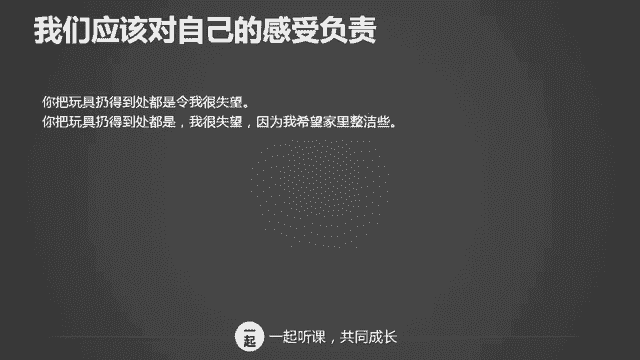 我们应该对自己的感受负责
你把玩具扔得到处都是令我很失望。
你把玩具扔得到处都是，我很失望，因为我希望家里整洁些。
一起
一起听课，共同成长